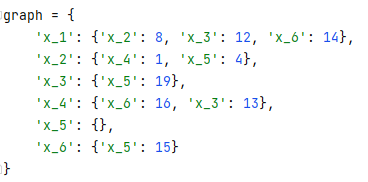 graph = {
    'x_1': {'x_2': 8, 'x_3': 12, 'x_6': 14},
    'x_2': {'x_4': 1, 'x_5': 4},
    'x_3': {'x_5': 19},
    'x_4': {'x_6': 16, 'x_3': 13},
    'x_5': {},
    'x_6': {'x_5': 15}
}